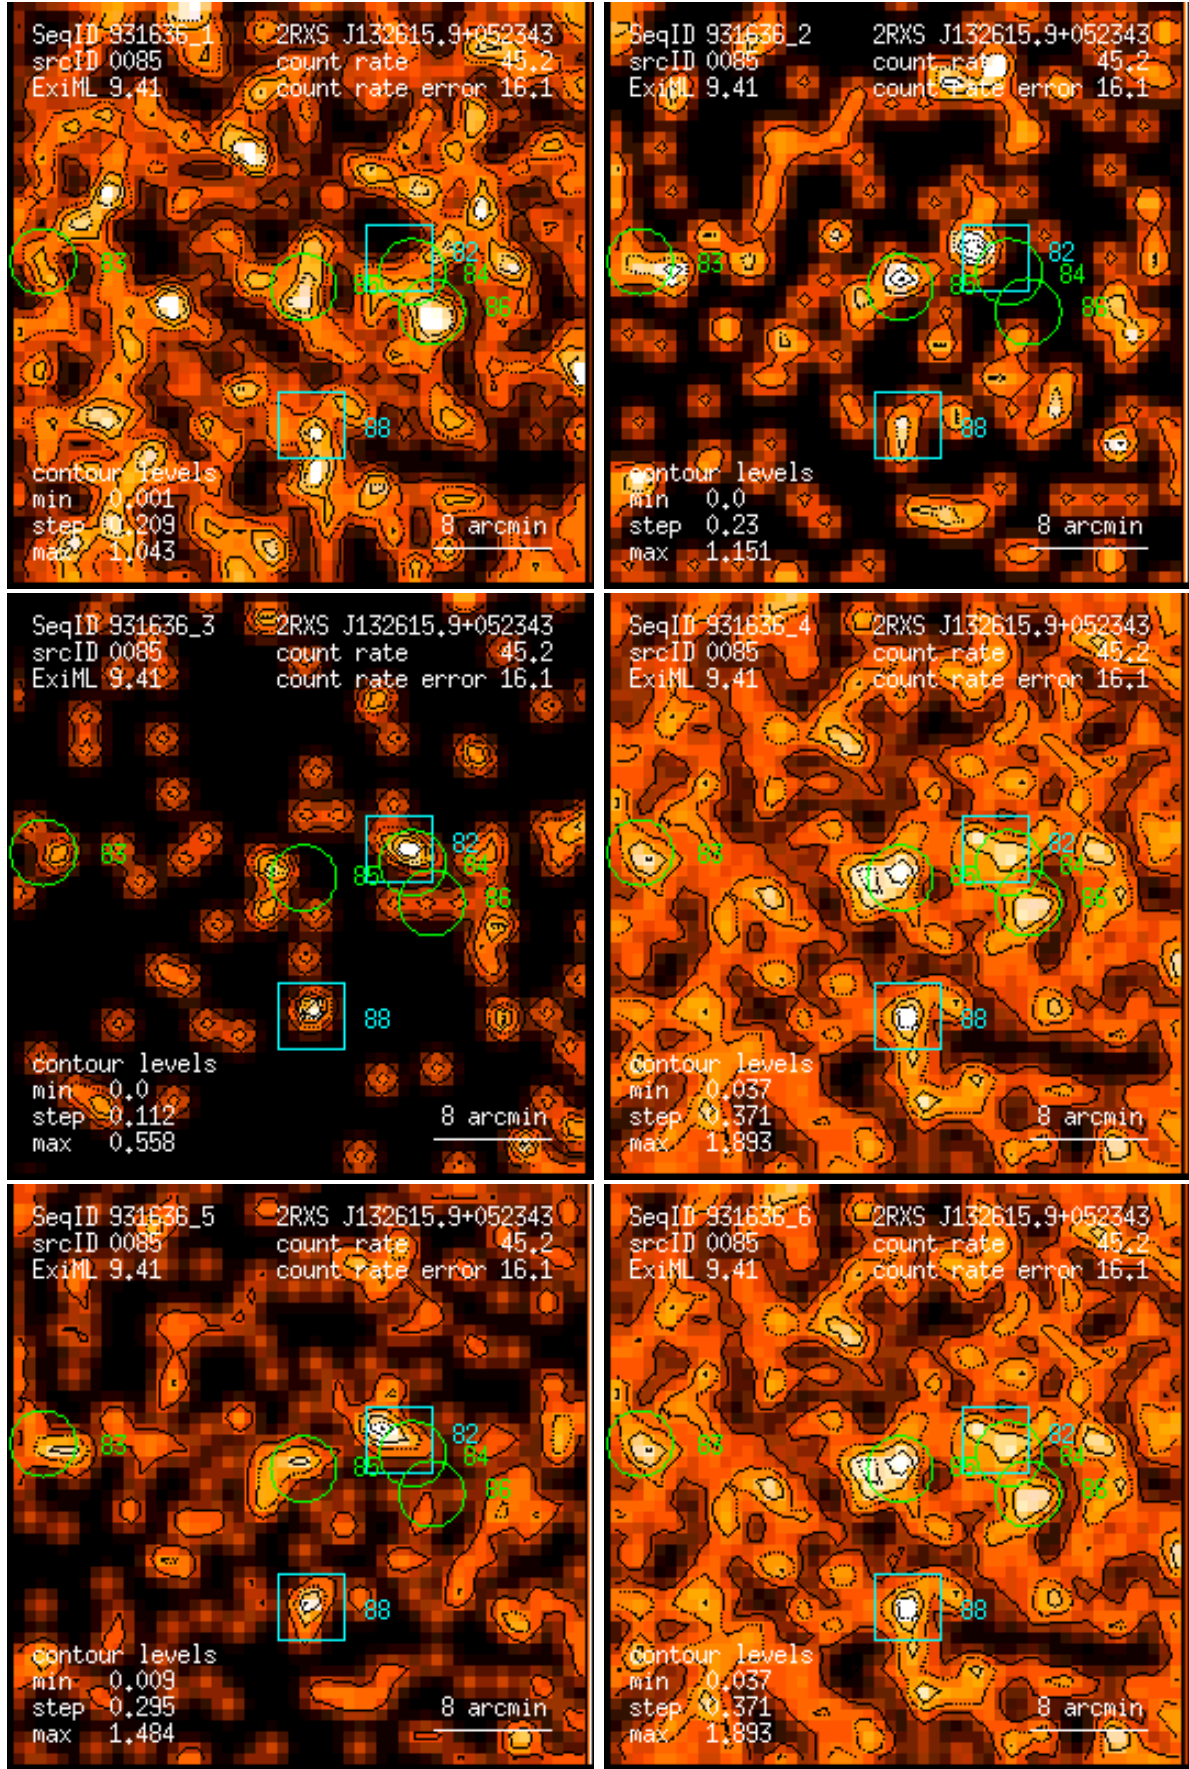 SeqID 931636_1 2RXS J132615.9+052343
srcID 0085 count rate 45.2
ExiML 9.41 count rate error 16.1
82
83 84
85
86
88
contour levels
min 0.001
step 0.209 8 arcmin
max 1.043
SeqID 931636_2 2RXS J132615.9+052343
srcID 0085 count rate 45.2
ExiML 9.41 count rate error 16.1
82
83 84
85
86
88
contour levels
min 0.0
step 0.23 8 arcmin
max 1.151
SeqID 931636_3 2RXS J132615.9+052343
srcID 0085 count rate 45.2
ExiML 9.41 count rate error 16.1
82
83 84
85
86
88
contour levels
min 0.0
step 0.112 8 arcmin
max 0.558
SeqID 931636_4 2RXS J132615.9+052343
srcID 0085 count rate 45.2
ExiML 9.41 count rate error 16.1
82
83 84
85
86
88
contour levels
min 0.037
step 0.371 8 arcmin
max 1.893
SeqID 931636_5 2RXS J132615.9+052343
srcID 0085 count rate 45.2
ExiML 9.41 count rate error 16.1
82
83 84
85
86
88
contour levels
min 0.009
step 0.295 8 arcmin
max 1.484
SeqID 931636_6 2RXS J132615.9+052343
srcID 0085 count rate 45.2
ExiML 9.41 count rate error 16.1
82
83 84
85
86
88
contour levels
min 0.037
step 0.371 8 arcmin
max 1.893